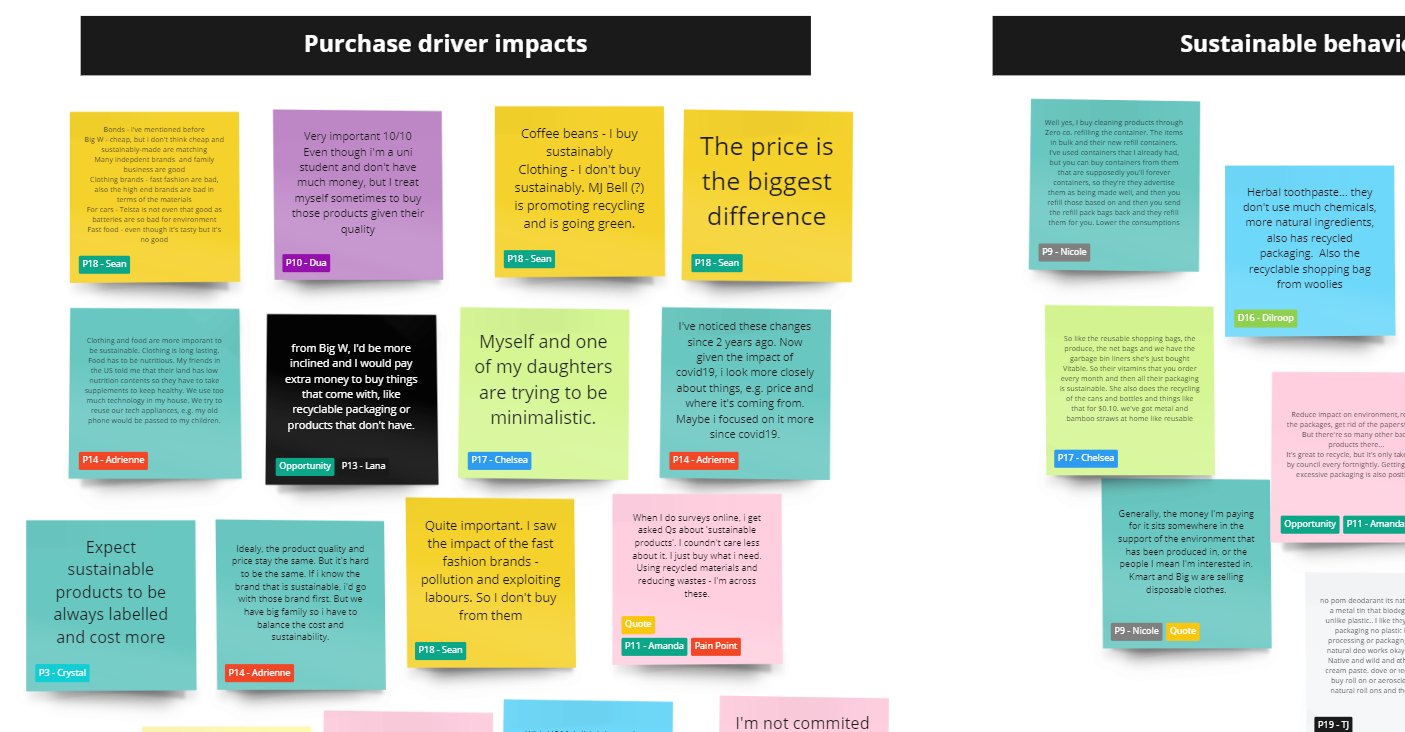 Purchase driver impacts
Sustainable behavi
Bonds - I've mentioned before
Big W - cheap, but i don't think cheap and
sustainably-made are matching
Many indepdent brands and family
business are good
Clothing brands - fast fashion are bad,
also the high end brands are bad in
terms of the materials
For cars - Telsta is not even that good as
batteries are so bad for environment
Fast food - even though it's tasty but it's
no good
P18 - Sean
Very important 10/10
Even though i'm a uni
student and don't have
much money, but I treat
myself sometimes to buy
those products given their
quality
P10 - Dua
Coffee beans - I buy
sustainably
Clothing - I don't buy
sustainably. MJ Bell (?)
is promoting recycling
and is going green.
P18 - Sean
The price is
the biggest
difference
P18 - Sean
Well yes, I buy cleaning products through
Zero co. refilling the container. The items
in bulk and their new refill containers.
I've used containers that I already had,
but you can buy containers from them
that are supposedly you'll forever
containers, so they're they advertise
them as being made well, and then you
refill those based on and then you send
the refill pack bags back and they refill
them for you. Lower the consumptions
P9 - Nicole
Herbal toothpaste... they
don't use much chemicals,
more natural ingredients,
also has recycled
packaging. Also the
recyclable shopping bag
from woolies
D16 - Dilroop
Clothing and food are more imporant to
be sustainable. Clothing is long lasting.
Food has to be nutritious. My friends in
the US told me that their land has low
nutrition contents so they have to take
supplements to keep healthy. We use too
much technology in my house. We try to
reuse our tech appliances, e.g. my old
phone would be passed to my children.
P14 - Adrienne
from Big W, I'd be more
inclined and I would pay
extra money to buy things
that come with, like
recyclable packaging or
products that don't have.
Opportunity P13 - Lana
Myself and one
of my daughters
are trying to be
minimalistic.
P17 - Chelsea
I've noticed these changes
since 2 years ago. Now
given the impact of
covid19, i look more closely
about things, e.g. price and
where it's coming from.
Maybe i focused on it more
since covid19.
P14 - Adrienne
So like the reusable shopping bags, the
produce, the net bags and we have the
garbage bin liners she's just bought
Vitable. So their vitamins that you order
every month and then all their packaging
is sustainable. She also does the recycling
of the cans and bottles and things like
that for $0.10. we've got metal and
bamboo straws at home like reusable
P17 - Chelsea
Reduce impact on environment, re
the packages, get rid of the papers
But there're so many other bad
products there...
It's great to recycle, but it's only take
by council every fortnightly. Getting
excessive packaging is also positi
Opportunity P11 - Amanda
Expect
sustainable
products to be
always labelled
and cost more
P3 - Crystal
Idealy, the product quality and
price stay the same. But it's hard
to be the same. If i know the
brand that is sustainable, i'd go
with those brand first. But we
have big family so i have to
balance the cost and
sustainability.
P14 - Adrienne
Quite important. I saw
the impact of the fast
fashion brands -
pollution and exploiting
labours. So I don't buy
from them
P18 - Sean
When I do surveys online, i get
asked Qs about 'sustainable
products'. I coundn't care less
about it. I just buy what i need.
Using recycled materials and
reducing wastes - I'm across
these.
Quote
P11 - Amanda Pain Point
Generally, the money I'm paying
for it sits somewhere in the
support of the environment that
has been produced in, or the
people I mean I'm interested in.
Kmart and Big w are selling
disposable clothes.
P9 - Nicole Quote
no pom deodarant its nat
a metal tin that biodeg
unlike plastic.. I like they
packaging no plastic
processing or packagin
natural deo works okay
Native and wild and oth
cream paste. dove or
buy roll on or aerosc
natural roll ons and th
P19 - TJ
I'm not commited